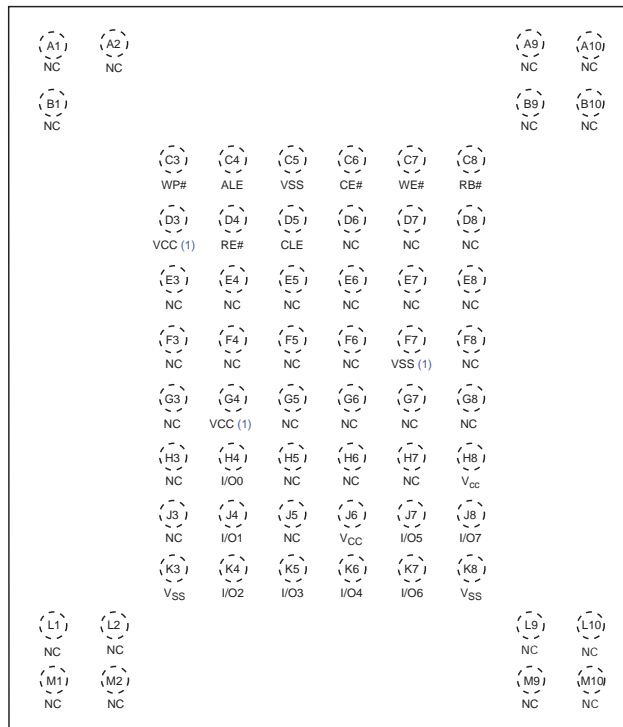 A1 A2 A9 A10
NC NC NC NC
B1 B9 B10
NC NC NC
C3 C4 C5 C6 C7 C8
WP# ALE VSS CE# WE# RB#
D3 D4 D5 D6 D7 D8
VCC (1) RE# CLE NC NC NC
E3 E4 E5 E6 E7 E8
NC NC NC NC NC NC
F3 F4 F5 F6 F7 F8
NC NC NC NC VSS (1) NC
G3 G4 G5 G6 G7 G8
NC VCC (1) NC NC NC NC
H3 H4 H5 H6 H7 H8
NC I/O0 NC NC NC Vcc
J3 J4 J5 J6 J7 J8
NC I/O1 NC VCC I/O5 I/O7
K3 K4 K5 K6 K7 K8
VSS I/O2 I/O3 I/O4 I/O6 VSS
L1 L2 L9 L10
NC NC NC NC
M1 M2 M9 M10
NC NC NC NC